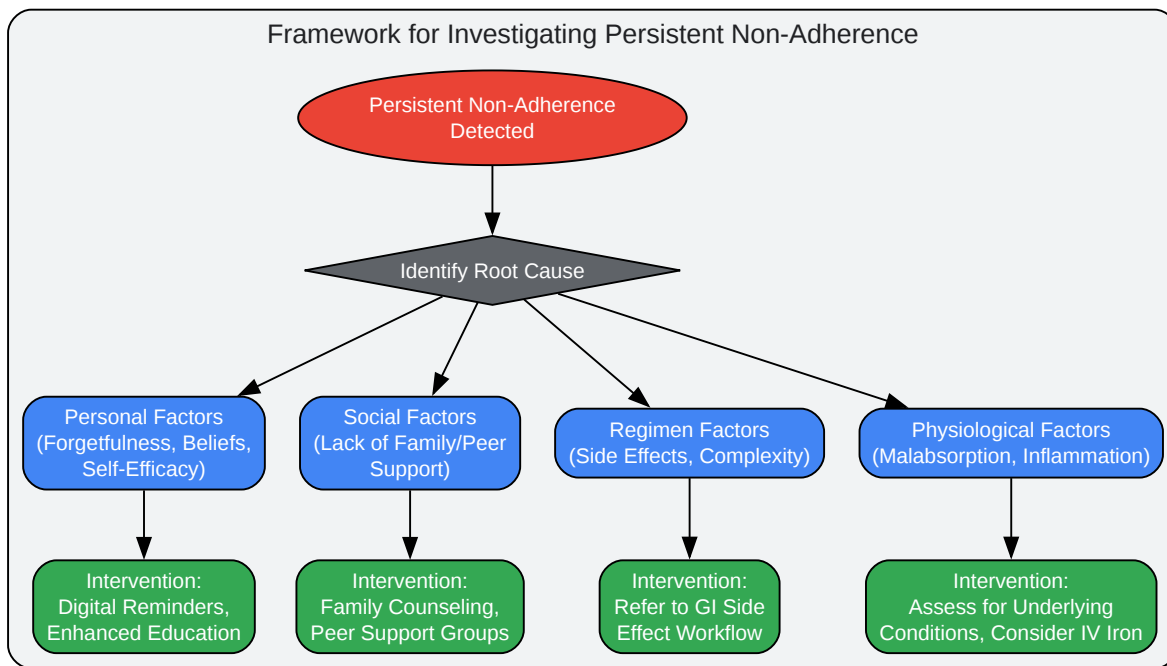 Framework for Investigating Persistent Non-Adherence
Persistent Non-Adherence
Detected
Identify Root Cause
Personal Factors
(Forgetfulness, Beliefs,
Self-Efficacy)
Social Factors
(Lack of Family/Peer
Support)
Regimen Factors
(Side Effects, Complexity)
Physiological Factors
(Malabsorption, Inflammation)
Intervention:
Digital Reminders,
Enhanced Education
Intervention:
Family Counseling,
Peer Support Groups
Intervention:
Refer to GI Side
Effect Workflow
Intervention:
Assess for Underlying
Conditions, Consider IV Iron